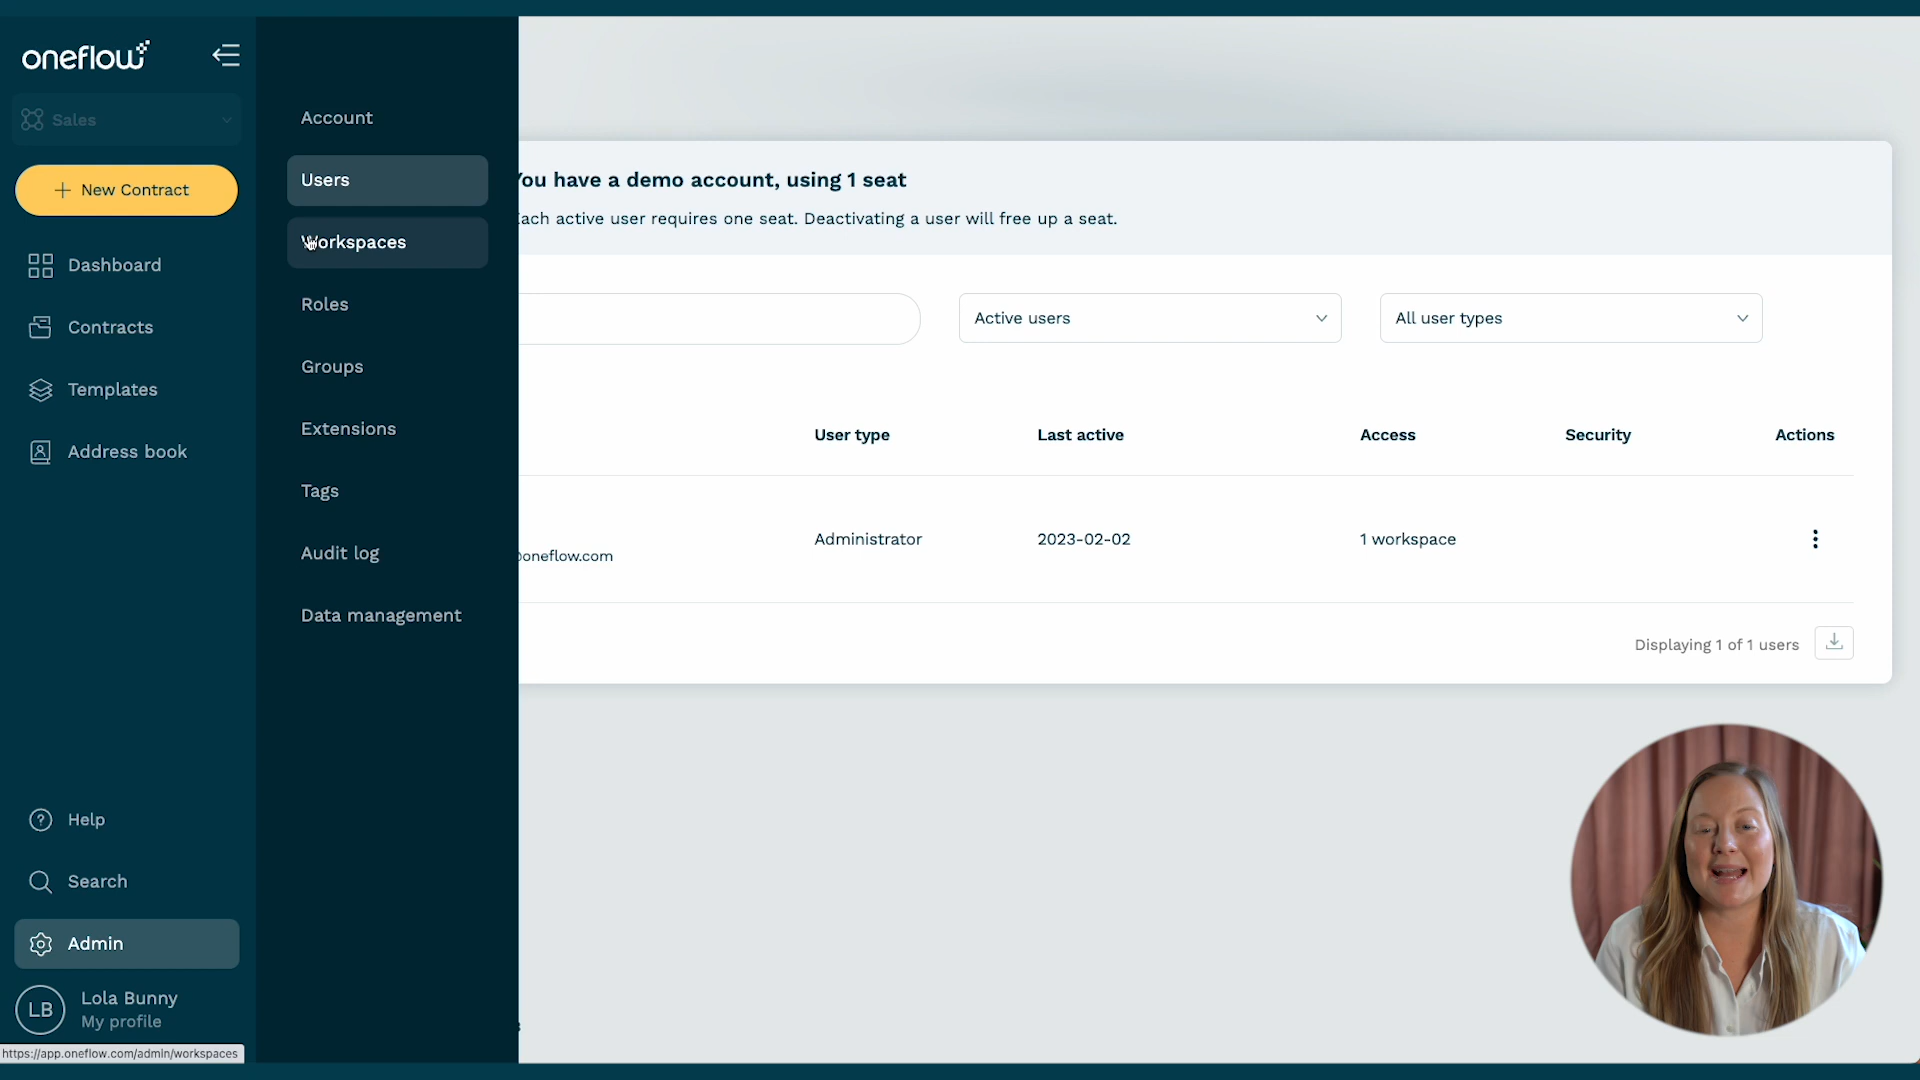 oneflow
Sales
+ New Contract
Dashboard
Contracts
Templates
Address book
Help
Search
Admin
LB
Lola Bunny
My profile
https://app.oneflow.com/admin/workspaces
Account
Users
Workspaces
Roles
Groups
Extensions
Tags
Audit log
Data management
You have a demo account, using 1 seat
Each active user requires one seat. Deactivating a user will free up a seat.
Active users
All user types
User type
Last active
Access
Security
Actions
@oneflow.com
Administrator
2023-02-02
1 workspace
Displaying 1 of 1 users